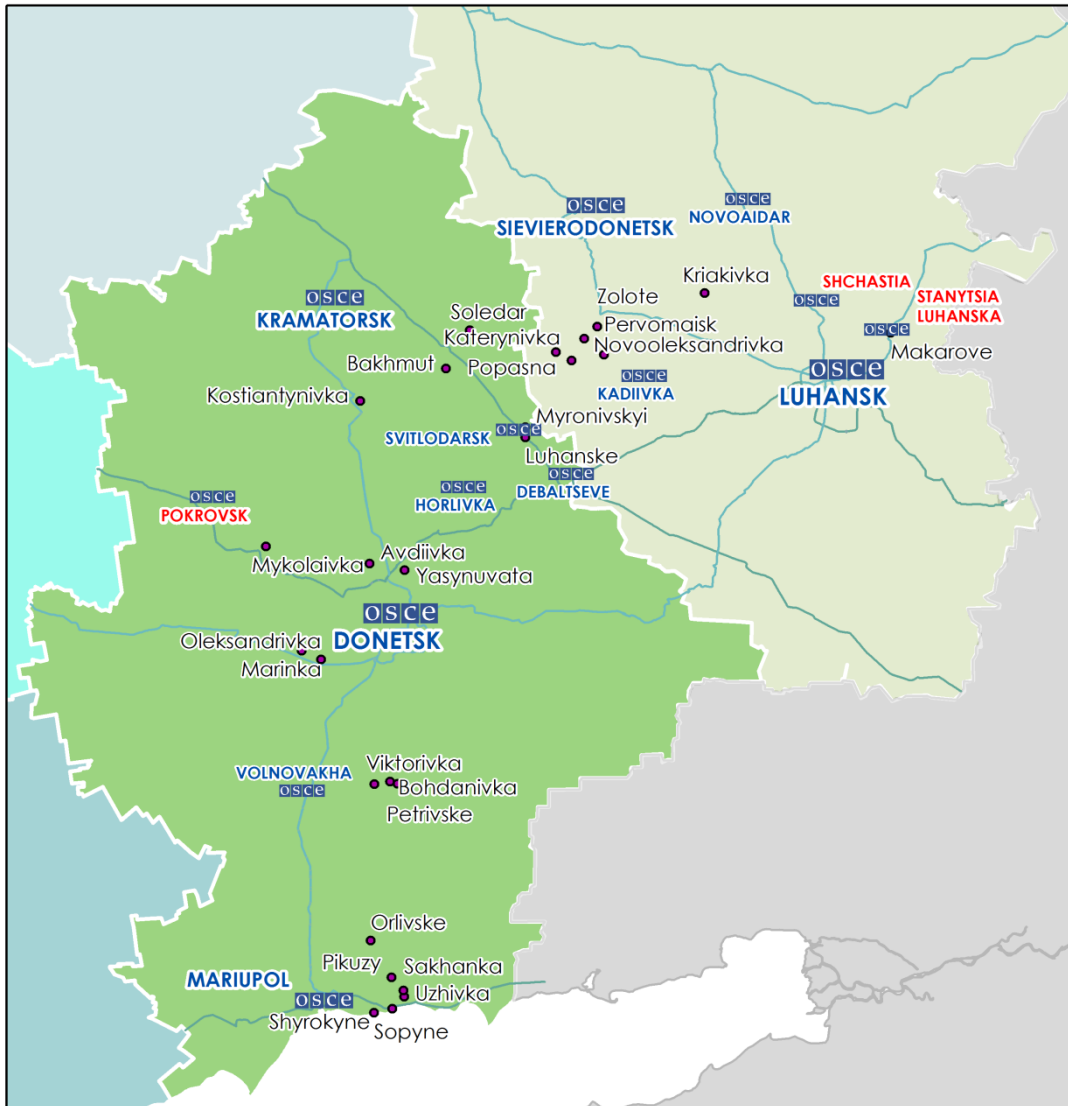 osce
SIEVIERODONETSK
osce
NOVOAIDAR
Kriakivka
SHCHASTIA
osce
STANYTSIA
LUHANSKA
osce
Makarove
osce
LUHANSK
osce
KRAMATORSK
Soledar
Zolote
Katerynivka
Pervomaisk
Novooleksandrivka
Bakhmut
Popasna
osce
KADIIVKA
Kostiantynivka
Myronivskyi
SVITLODARSK
osce
Luhanske
osce
DEBALTSEVE
osce
HORLIVKA
osce
POKROVSK
Mykolaivka
Avdiivka
Yasynuvata
osce
DONETSK
Oleksandrivka
Marinka
VOLNOVAKHA
osce
Viktorivka
Bohdanivka
Petrivske
Orlivske
Pikuzy
Sakhanka
Uzhivka
MARIUPOL
osce
Shyrokyne
Sopyne